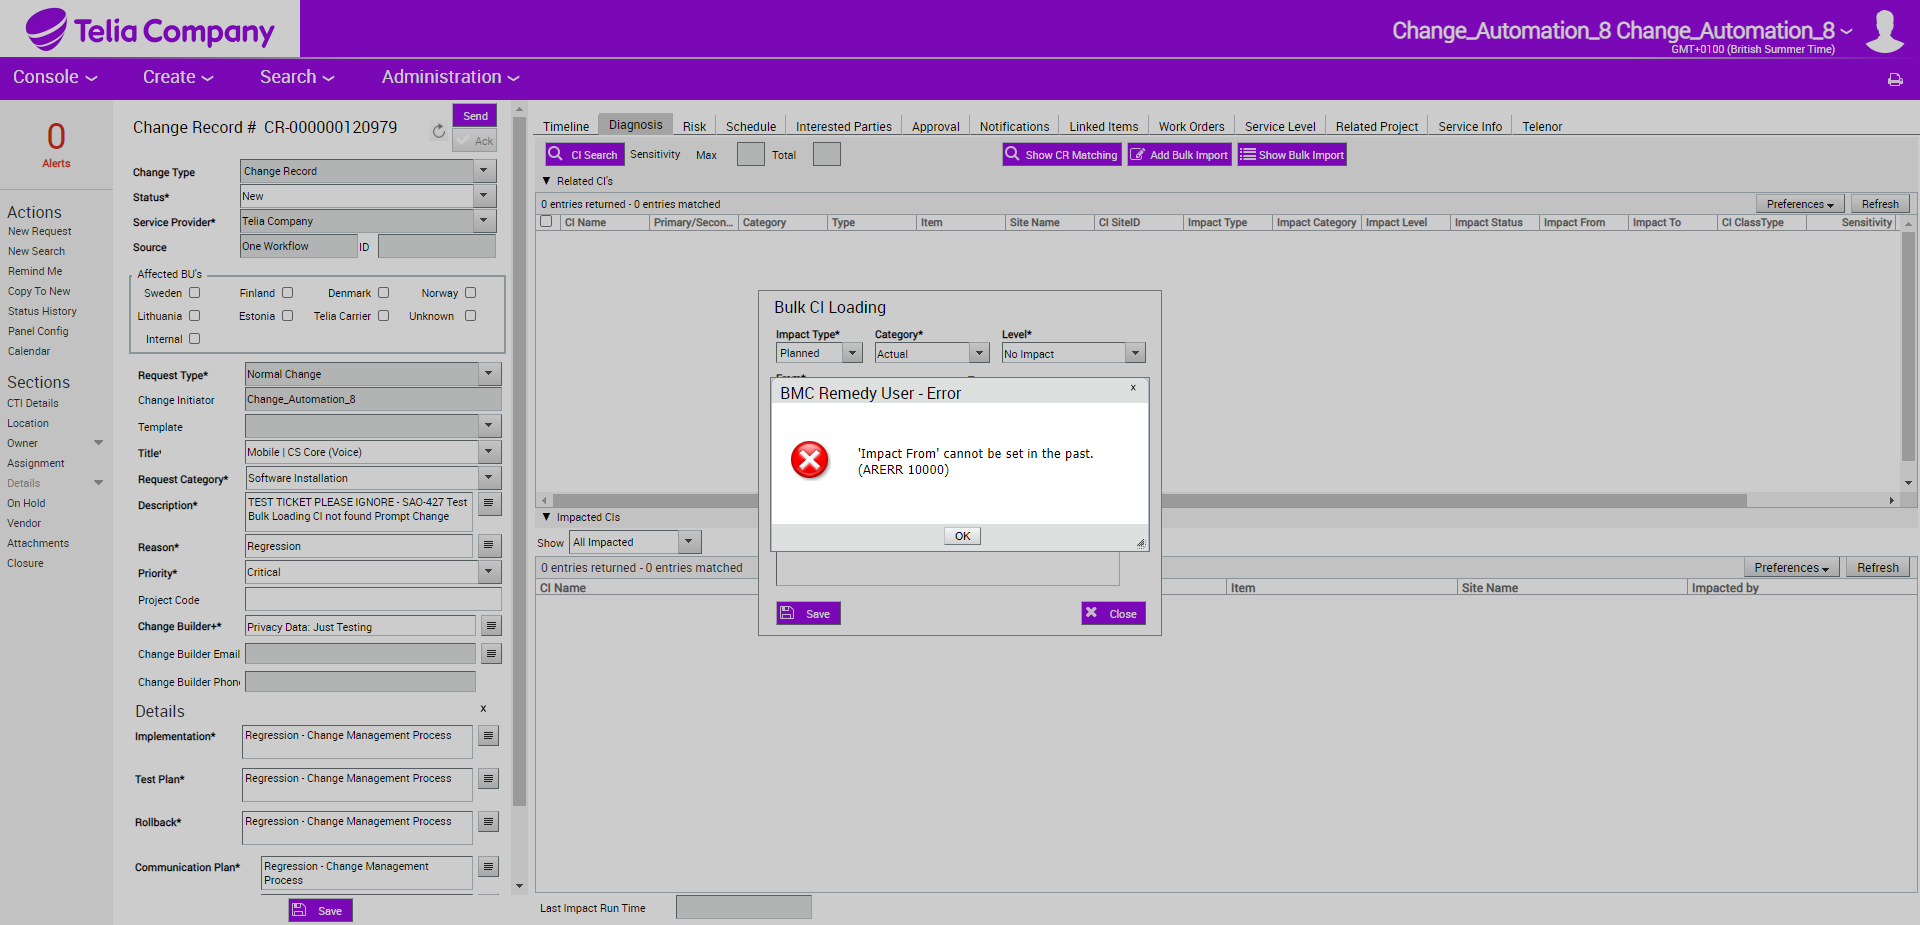 Telia Company
Change_Automation_8 Change_Automation_8
GMT+0100 (British Summer Time)
Console
Create
Search
Administration
0
Alerts
Actions
New Request
New Search
Remind Me
Copy To New
Status History
Panel Config
Calendar
Sections
CTI Details
Location
Owner
Assignment
Details
On Hold
Vendor
Attachments
Closure
Change Record # CR-000000120979
Send
Ack
Change Type Change Record
Status* New
Service Provider* Telia Company
Source One Workflow ID
Affected BU's
Sweden Finland Denmark Norway
Lithuania Estonia Telia Carrier Unknown
Internal
Request Type* Normal Change
Change Initiator Change_Automation_8
Template
Title* Mobile | CS Core (Voice)
Request Category* Software Installation
Description* TEST TICKET PLEASE IGNORE - SAO-427 Test
Bulk Loading CI not found Prompt Change
Reason* Regression
Priority* Critical
Project Code
Change Builder+* Privacy Data: Just Testing
Change Builder Email
Change Builder Phon
Details x
Implementation* Regression - Change Management Process
Test Plan* Regression - Change Management Process
Rollback* Regression - Change Management Process
Communication Plan* Regression - Change Management
Process
Save
Timeline Diagnosis Risk Schedule Interested Parties Approval Notifications Linked Items Work Orders Service Level Related Project Service Info Telenor
CI Search Sensitivity Max Total Show CR Matching Add Bulk Import Show Bulk Import
Related CI's
0 entries returned - 0 entries matched Preferences Refresh
CI Name Primary/Secon... Category Type Item Site Name CI SiteID Impact Type Impact Category Impact Level Impact Status Impact From Impact To CI ClassType Sensitivity
Bulk CI Loading
Impact Type* Category* Level*
Planned Actual No Impact
BMC Remedy User - Error x
'Impact From' cannot be set in the past.
(ARERR 10000)
OK
Save Close
Impacted CIs
Show All Impacted
0 entries returned - 0 entries matched Preferences Refresh
CI Name Item Site Name Impacted by
Last Impact Run Time